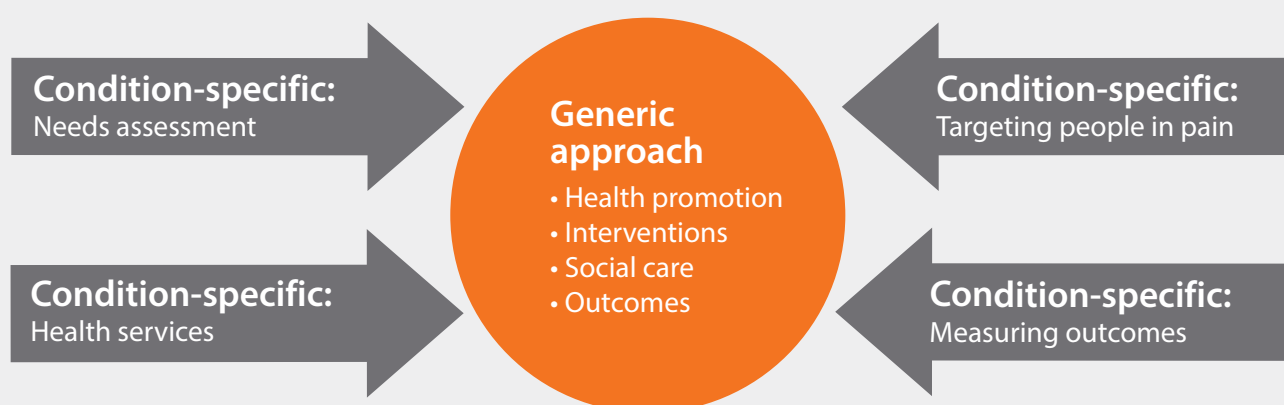 Condition-specific:
Needs assessment
Condition-specific:
Health services
Generic
approach
• Health promotion
• Interventions
• Social care
• Outcomes
Condition-specific:
Targeting people in pain
Condition-specific:
Measuring outcomes